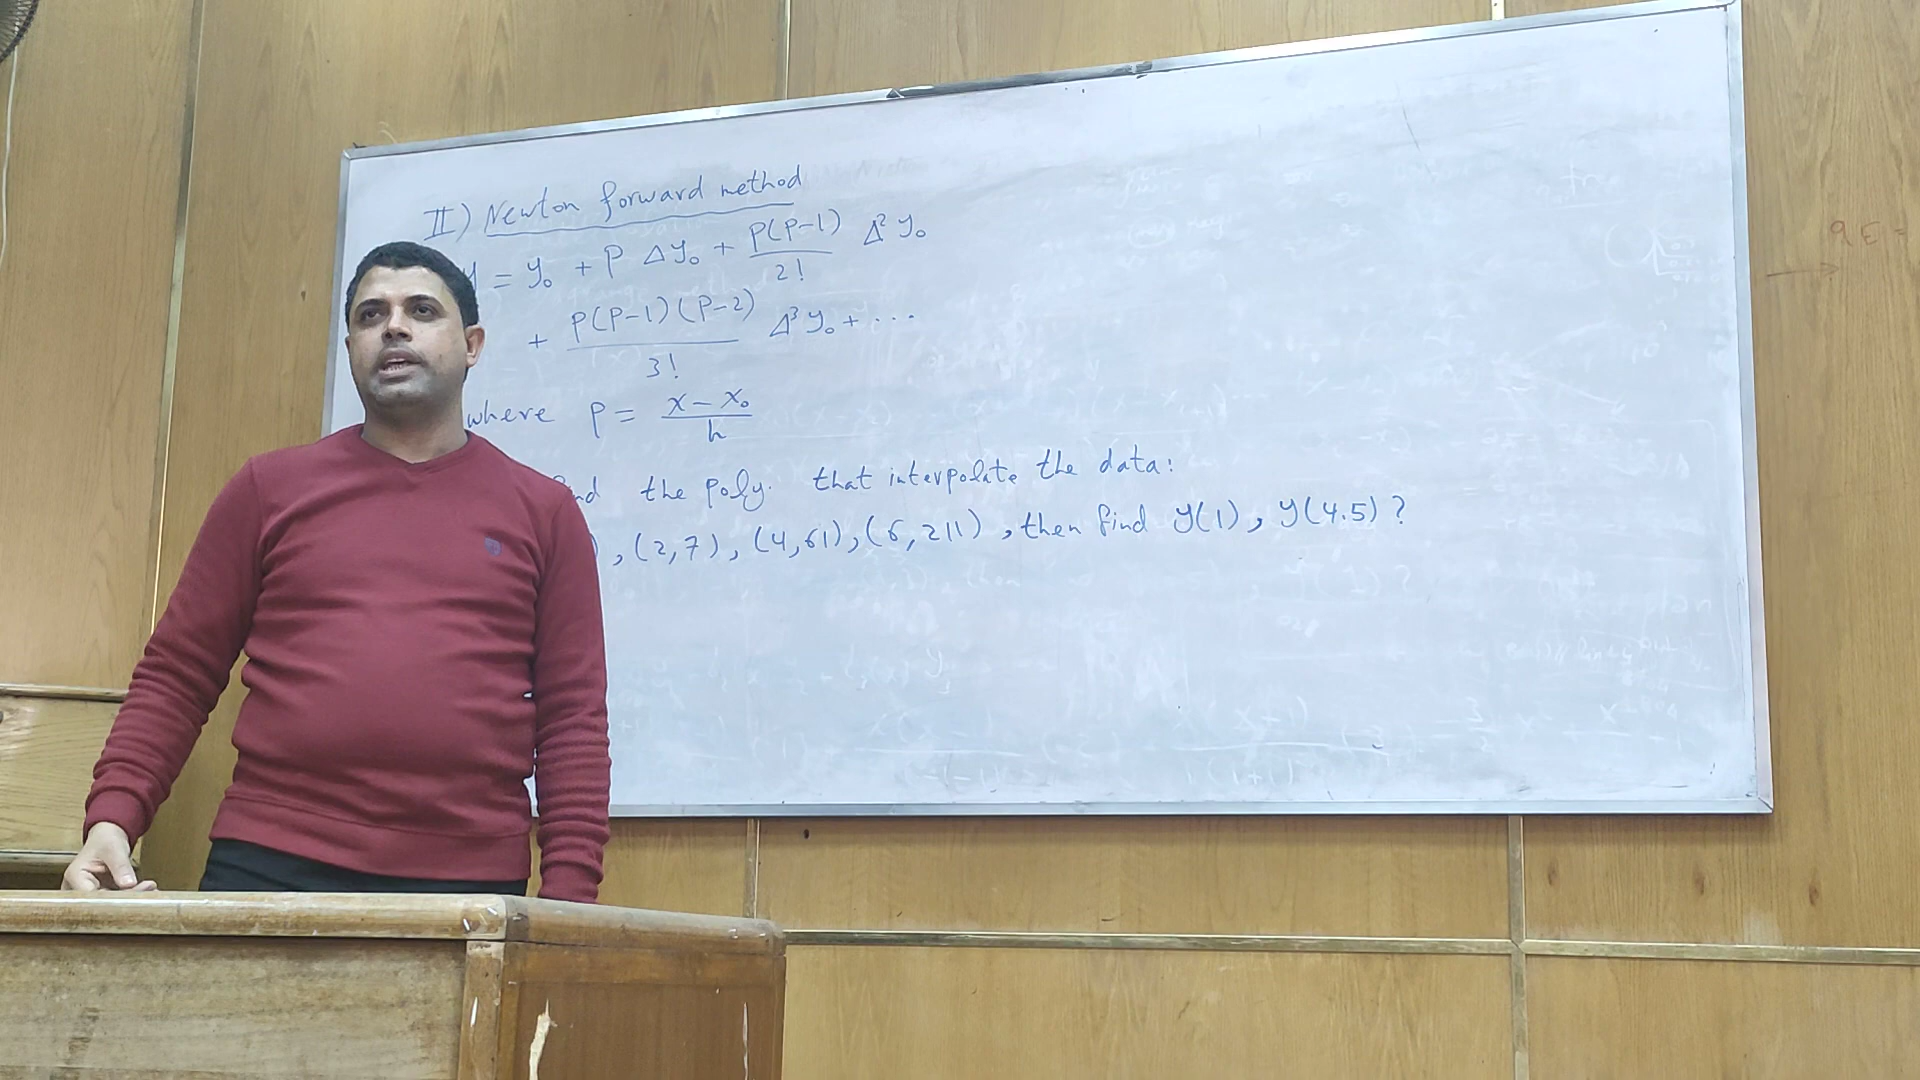 II) Newton forward method
y = y₀ + P Δy₀ + P(P-1)/2! Δ²y₀
+ P(P-1)(P-2)/3! Δ³y₀ + ...
where P = x - x₀/h
the poly. that interpolate the data:
), (2,7), (4,61), (6,211), then find y(1), y(4.5)?